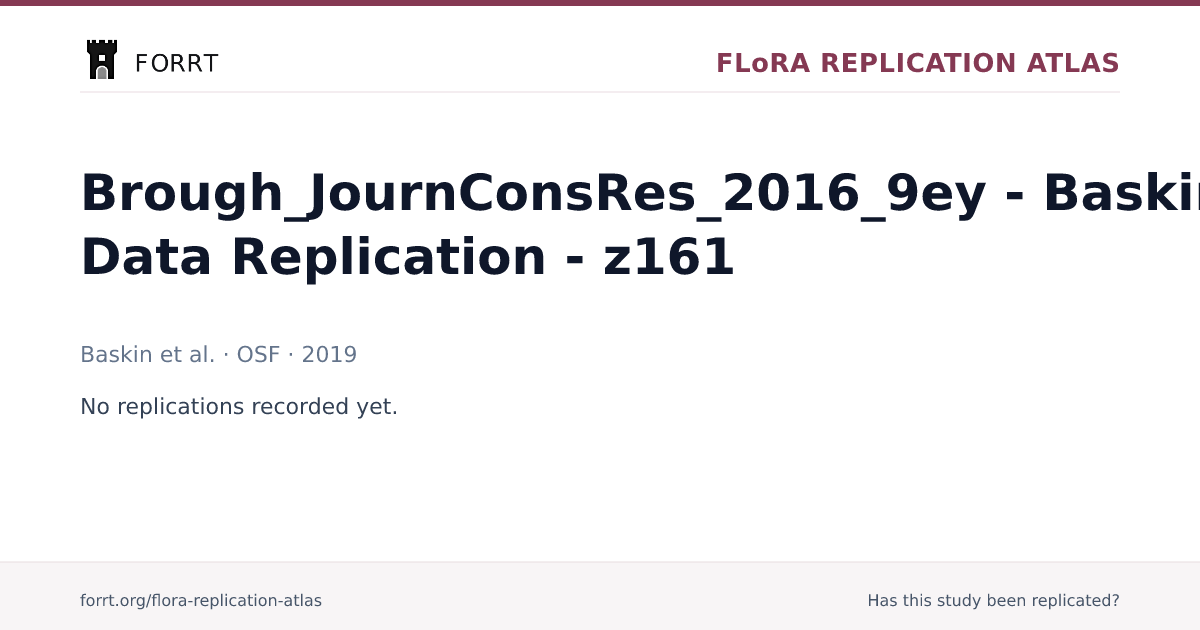 FORRT
FLoRA REPLICATION ATLAS
Brough_JournConsRes_2016_9ey -
Data Replication - z161
Baskin et al. · OSF · 2019
No replications recorded yet.
forrt.org/flora-replication-atlas
Has this study been replicated?